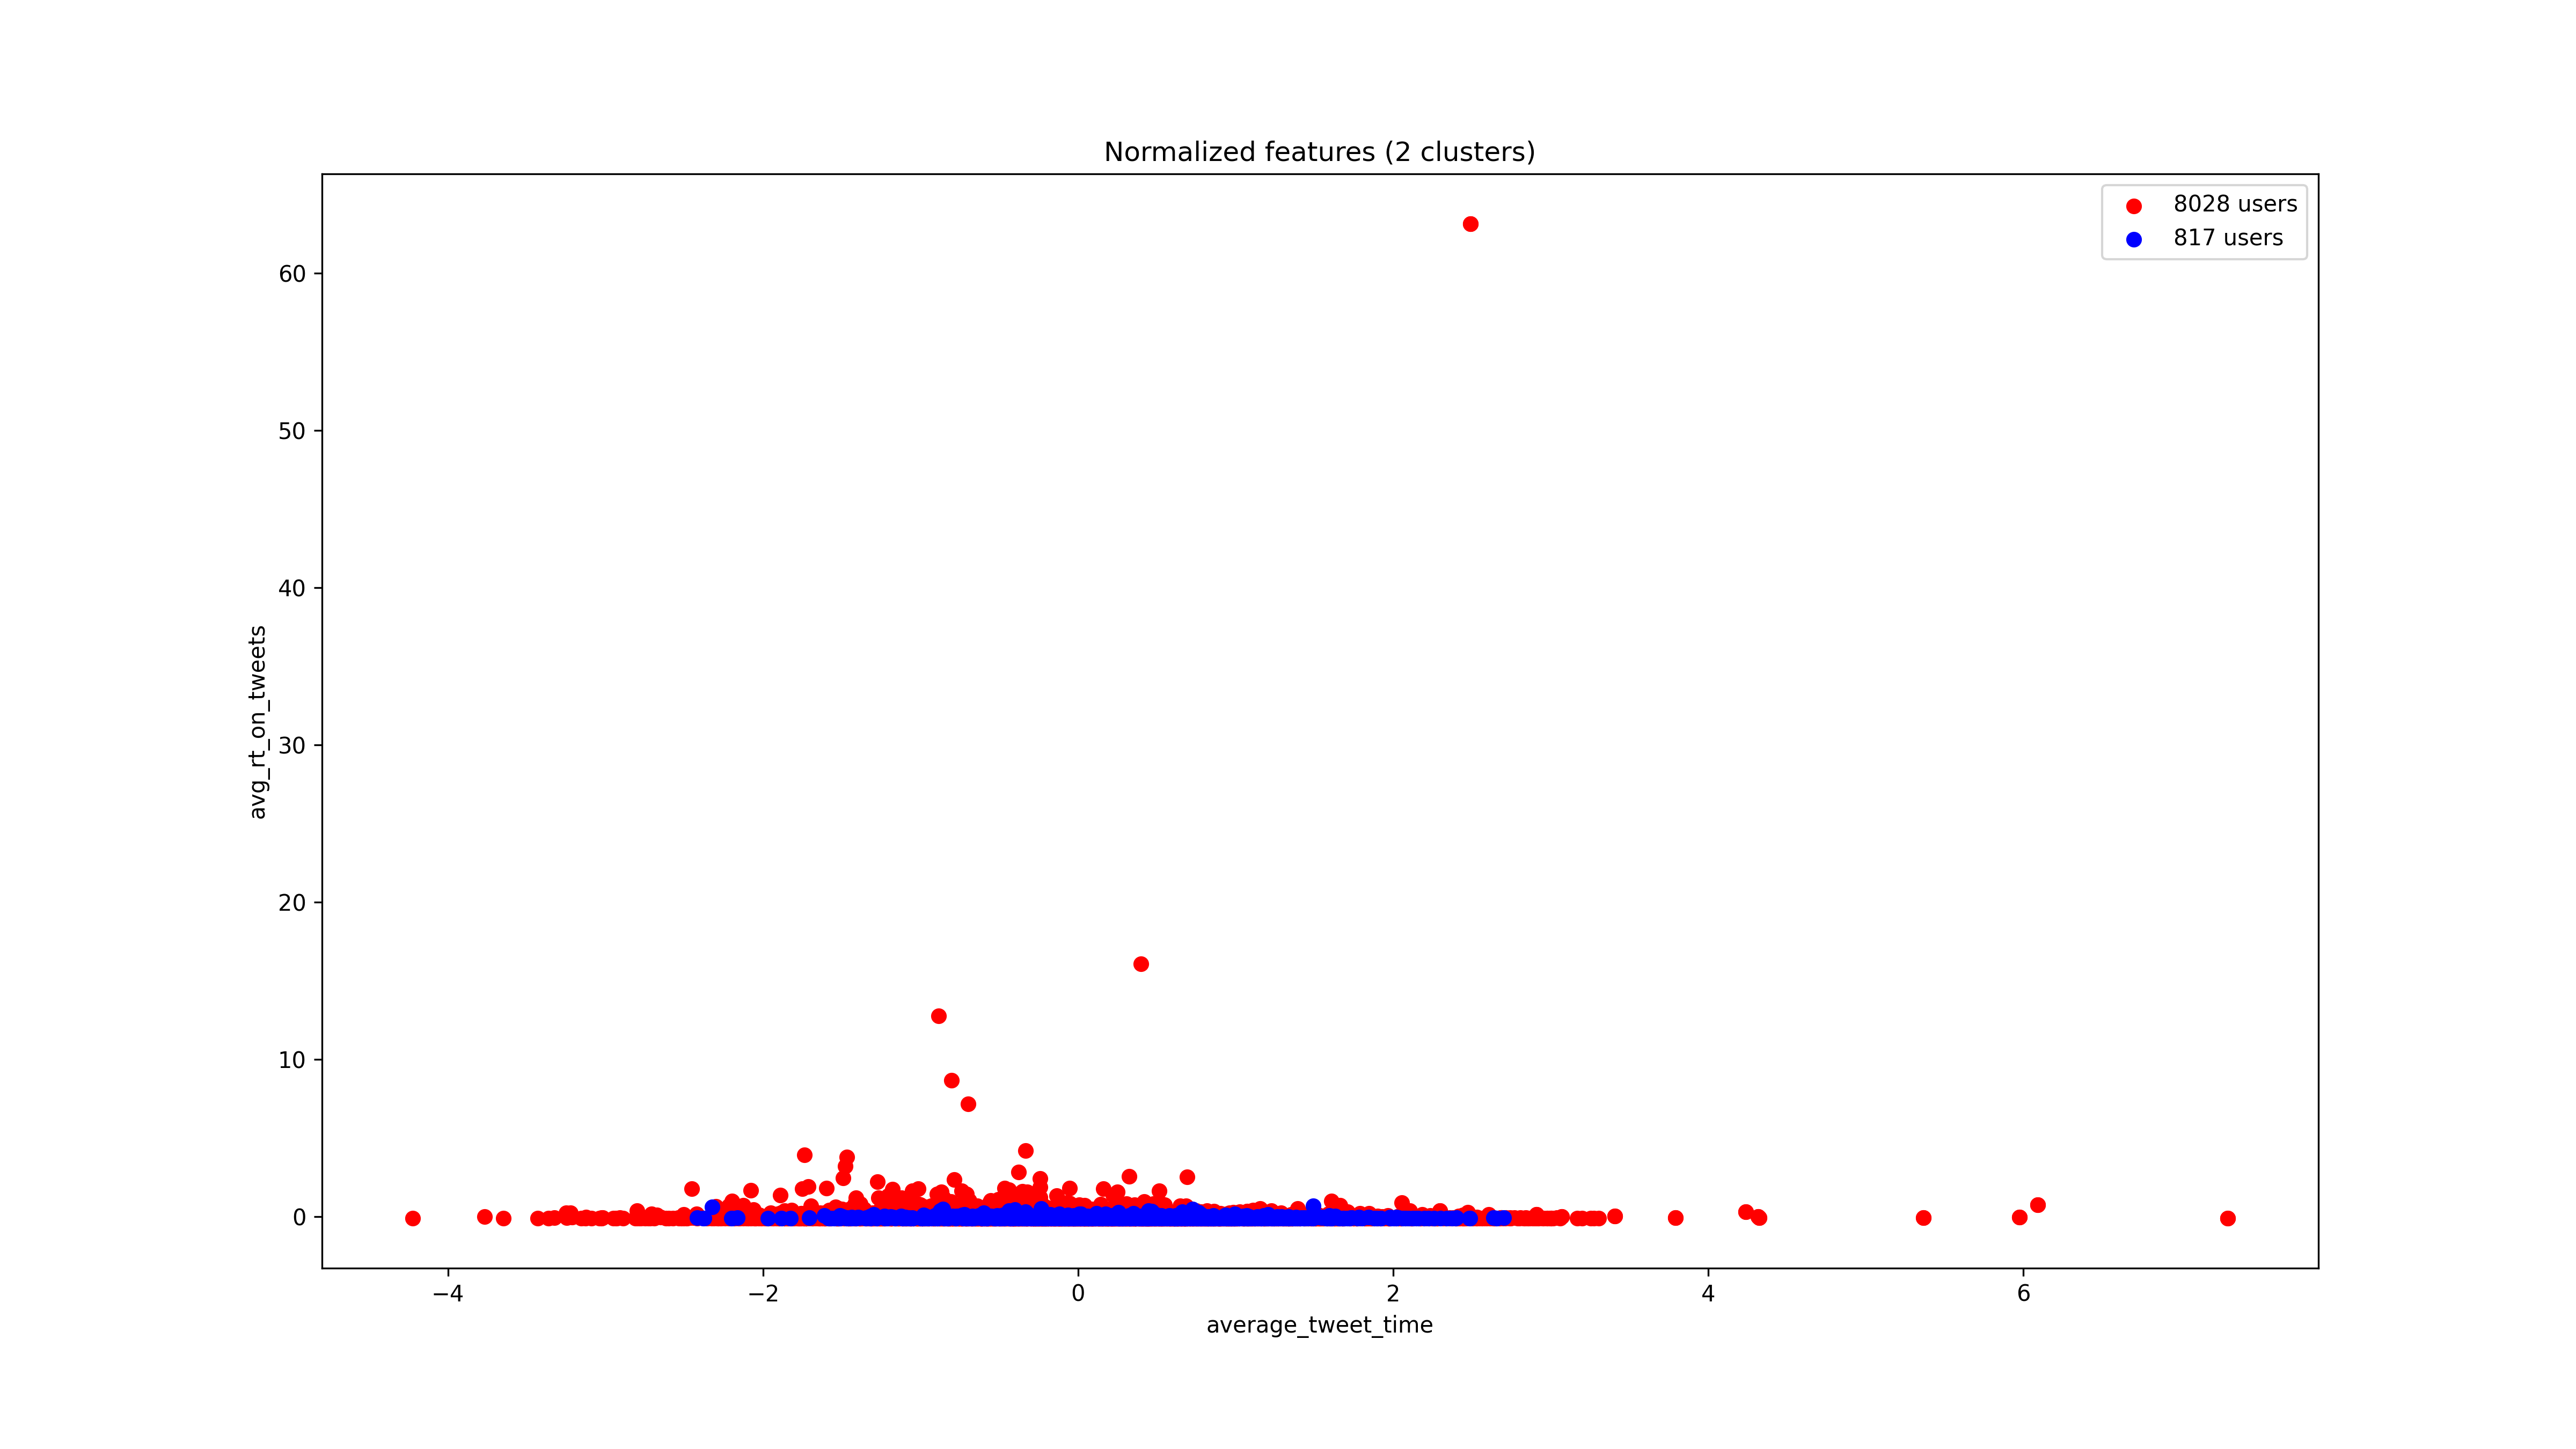 Normalized features (2 clusters)
8028 users
817 users
60
50
40
30
20
10
0
avg_rt_on_tweets
−4
−2
0
2
4
6
average_tweet_time